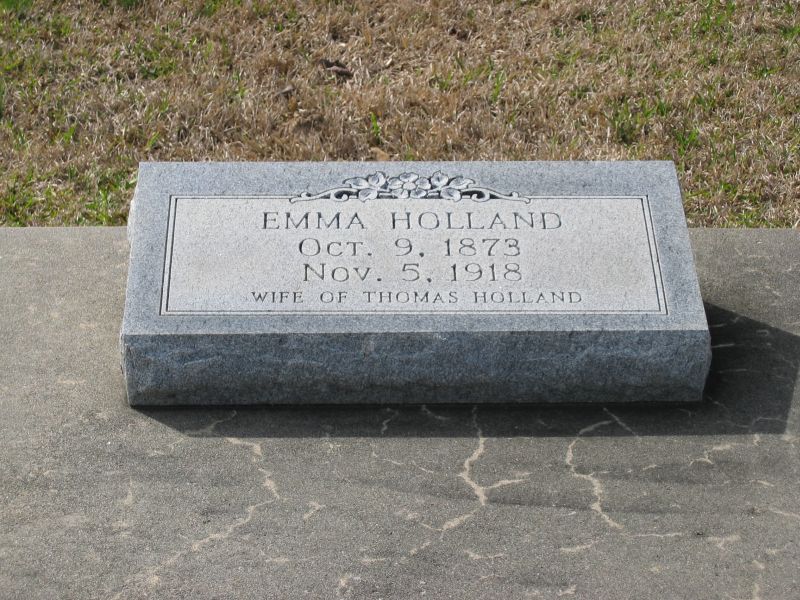 EMMA HOLLAND
OCT. 9, 1873
NOV. 5, 1918
WIFE OF THOMAS HOLLAND